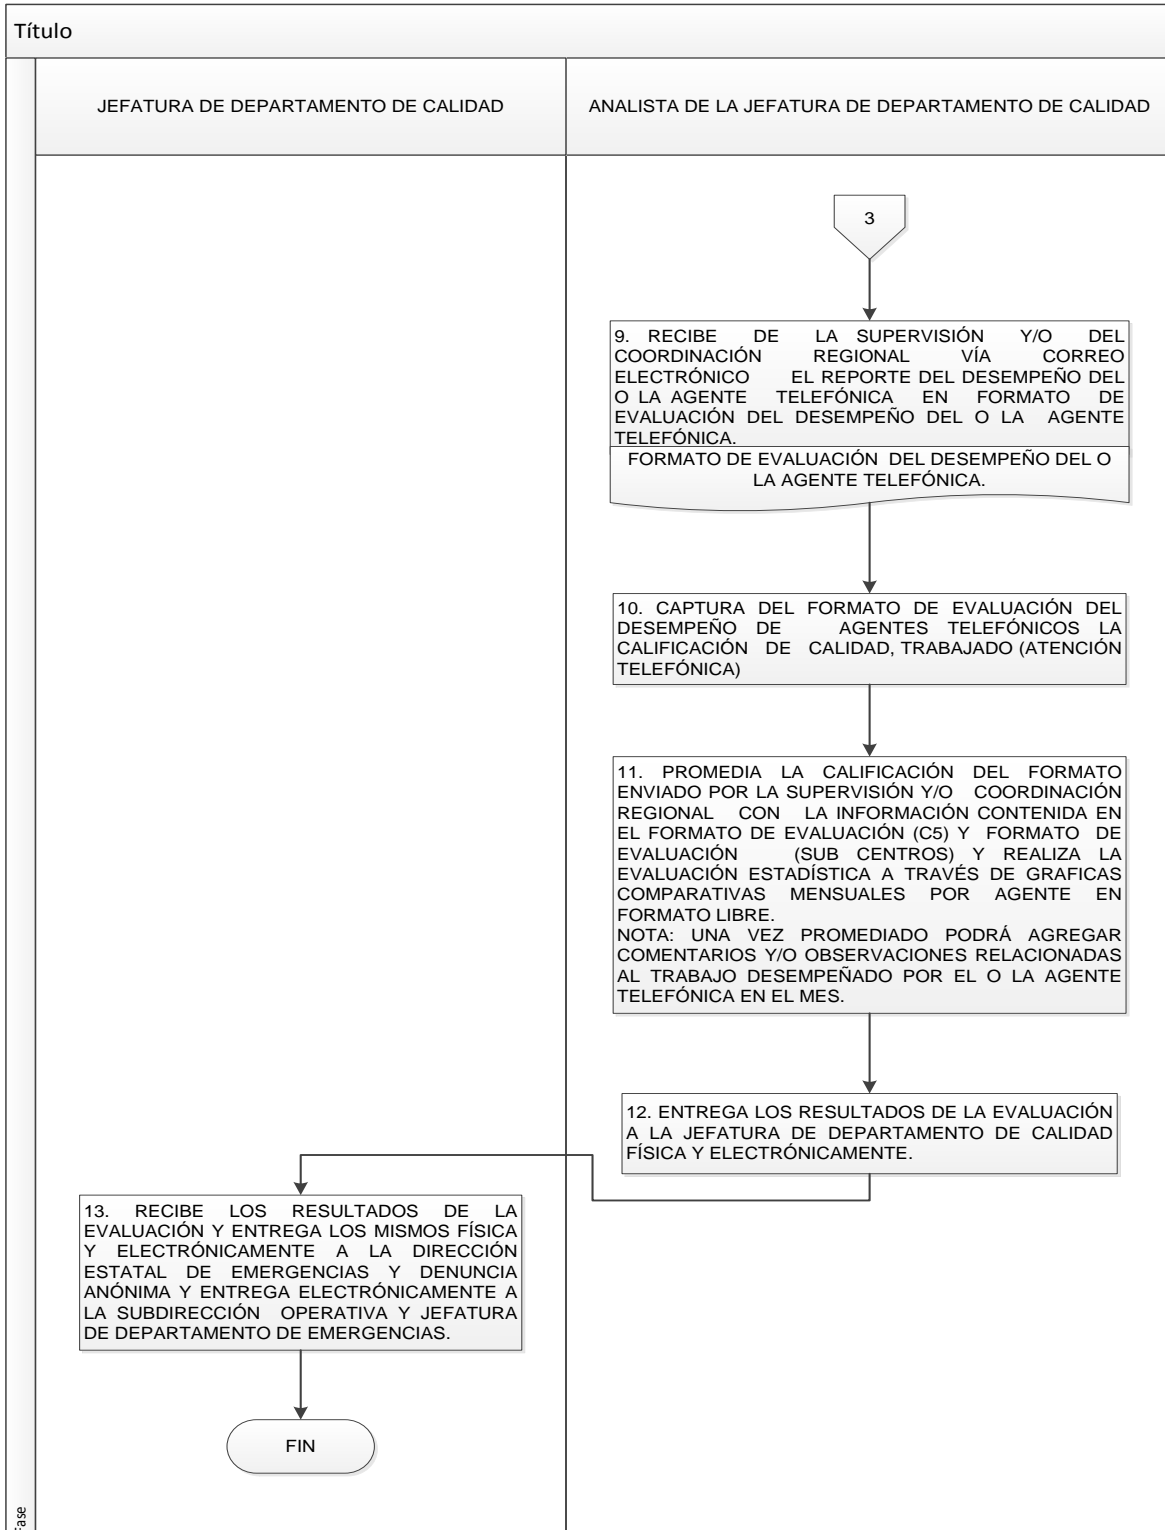 Título
JEFATURA DE DEPARTAMENTO DE CALIDAD
ANALISTA DE LA JEFATURA DE DEPARTAMENTO DE CALIDAD
3
9. RECIBE DE LA SUPERVISIÓN Y/O DEL
COORDINACIÓN REGIONAL VÍA CORREO
ELECTRÓNICO EL REPORTE DEL DESEMPEÑO DEL
O LA AGENTE TELEFÓNICA EN FORMATO DE
EVALUACIÓN DEL DESEMPEÑO DEL O LA AGENTE
TELEFÓNICA.
FORMATO DE EVALUACIÓN DEL DESEMPEÑO DEL O
LA AGENTE TELEFÓNICA.
10. CAPTURA DEL FORMATO DE EVALUACIÓN DEL
DESEMPEÑO DE AGENTES TELEFÓNICOS LA
CALIFICACIÓN DE CALIDAD, TRABAJADO (ATENCIÓN
TELEFÓNICA)
11. PROMEDIA LA CALIFICACIÓN DEL FORMATO
ENVIADO POR LA SUPERVISIÓN Y/O COORDINACIÓN
REGIONAL CON LA INFORMACIÓN CONTENIDA EN
EL FORMATO DE EVALUACIÓN (C5) Y FORMATO DE
EVALUACIÓN (SUB CENTROS) Y REALIZA LA
EVALUACIÓN ESTADÍSTICA A TRAVÉS DE GRAFICAS
COMPARATIVAS MENSUALES POR AGENTE EN
FORMATO LIBRE.
NOTA: UNA VEZ PROMEDIADO PODRÁ AGREGAR
COMENTARIOS Y/O OBSERVACIONES RELACIONADAS
AL TRABAJO DESEMPEÑADO POR EL O LA AGENTE
TELEFÓNICA EN EL MES.
12. ENTREGA LOS RESULTADOS DE LA EVALUACIÓN
A LA JEFATURA DE DEPARTAMENTO DE CALIDAD
FÍSICA Y ELECTRÓNICAMENTE.
13. RECIBE LOS RESULTADOS DE LA
EVALUACIÓN Y ENTREGA LOS MISMOS FÍSICA
Y ELECTRÓNICAMENTE A LA DIRECCIÓN
ESTATAL DE EMERGENCIAS Y DENUNCIA
ANÓNIMA Y ENTREGA ELECTRÓNICAMENTE A
LA SUBDIRECCIÓN OPERATIVA Y JEFATURA
DE DEPARTAMENTO DE EMERGENCIAS.
FIN
Fase